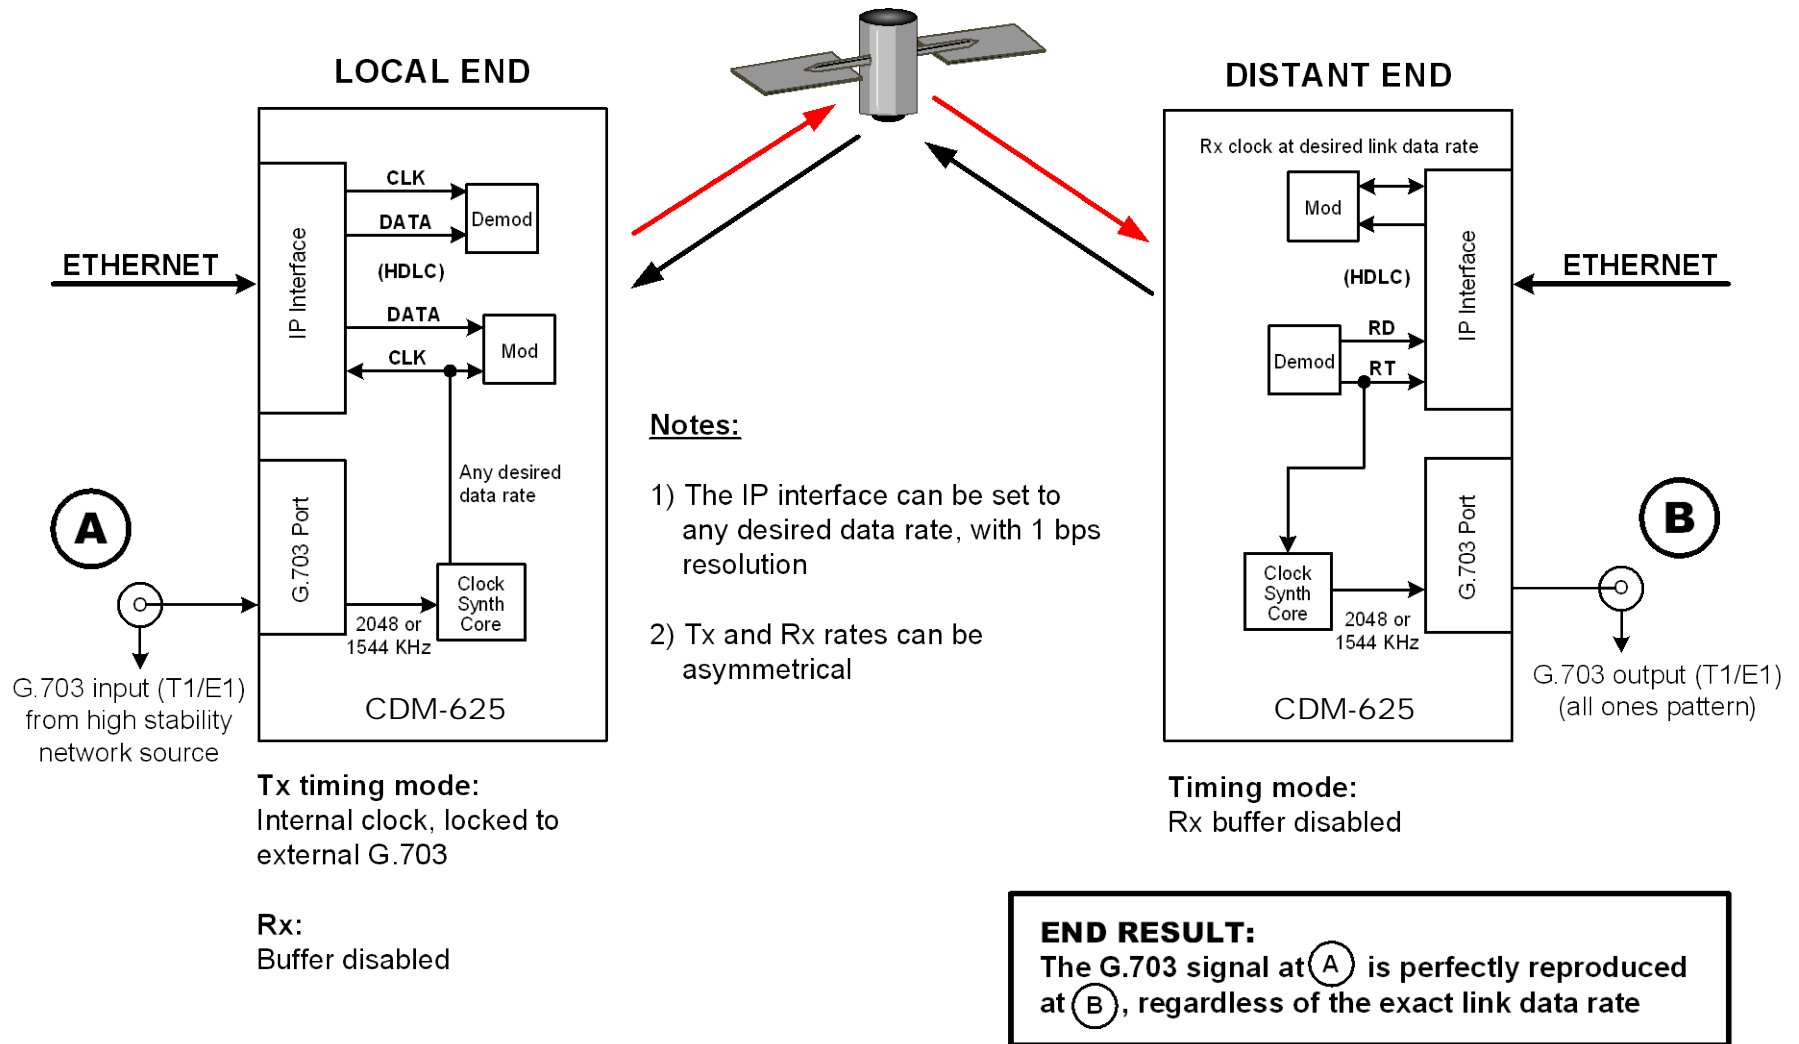 LOCAL END
DISTANT END
CLK
DATA
Demod
(HDLC)
DATA
CLK
Mod
IP Interface
ETHERNET
Any desired
data rate
G.703 Port
A
Clock
Synth
Core
2048 or
1544 KHz
G.703 input (T1/E1)
from high stability
network source
CDM-625
Tx timing mode:
Internal clock, locked to
external G.703
Rx:
Buffer disabled
Notes:
1) The IP interface can be set to
any desired data rate, with 1 bps
resolution
2) Tx and Rx rates can be
asymmetrical
Rx clock at desired link data rate
Mod
(HDLC)
IP Interface
ETHERNET
Demod
RD
RT
G.703 Port
B
Clock
Synth
Core
2048 or
1544 KHz
G.703 output (T1/E1)
(all ones pattern)
CDM-625
Timing mode:
Rx buffer disabled
END RESULT:
The G.703 signal at A is perfectly reproduced
at B, regardless of the exact link data rate